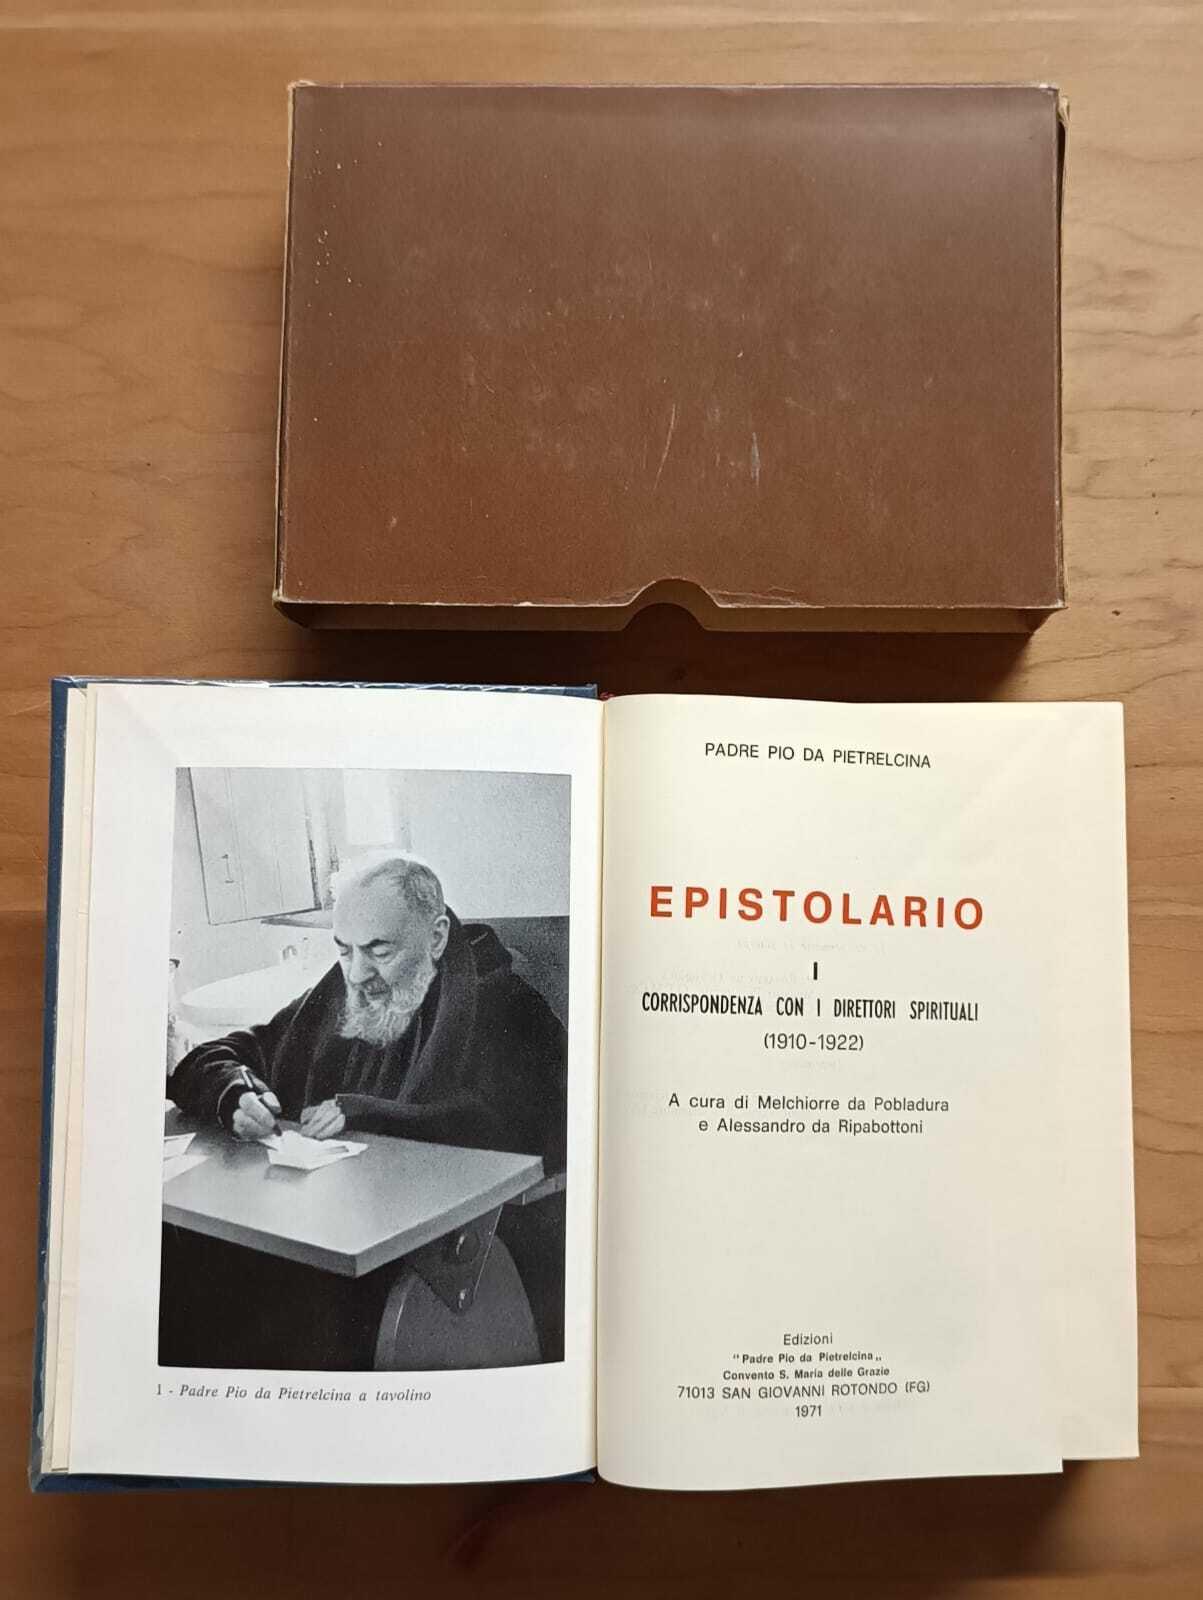 1 - Padre Pio da Pietrelcina a tavolino
PADRE PIO DA PIETRELCINA
EPISTOLARIO
I
CORRISPONDENZA CON I DIRETTORI SPIRITUALI
(1910-1922)
A cura di Melchiorre da Pobladura
e Alessandro da Ripabottoni
Edizioni
"Padre Pio da Pietrelcina„
Convento S. Maria delle Grazie
71013 SAN GIOVANNI ROTONDO (FG)
1971